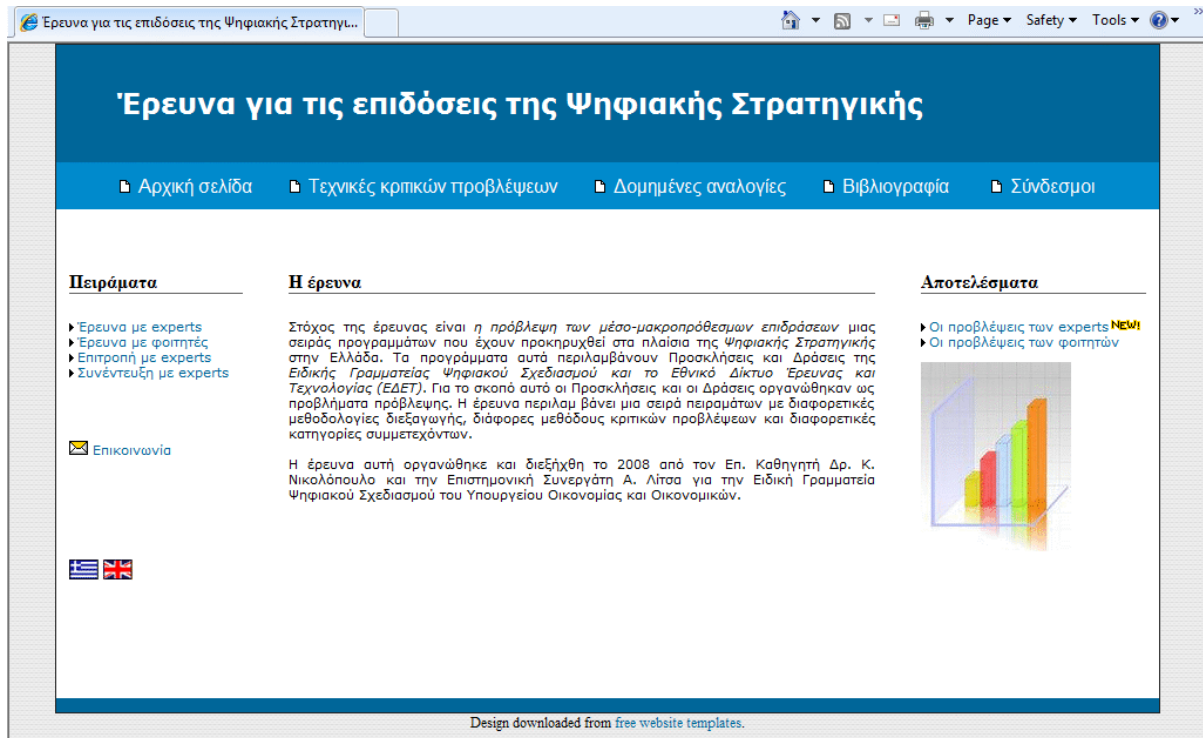 Έρευνα για τις επιδόσεις της Ψηφιακής Στρατηγι...
Page
Safety
Tools
Έρευνα για τις επιδόσεις της Ψηφιακής Στρατηγικής
Αρχική σελίδα
Τεχνικές κριτικών προβλέψεων
Δομημένες αναλογίες
Βιβλιογραφία
Σύνδεσμοι
Πειράματα
Έρευνα με experts
Έρευνα με φοιτητές
Επιτροπή με experts
Συνέντευξη με experts
Επικοινωνία
Η έρευνα
Στόχος της έρευνας είναι η πρόβλεψη των μέσο-μακροπρόθεσμων επιδράσεων μιας
σειράς προγραμμάτων που έχουν προκηρυχθεί στα πλαίσια της Ψηφιακής Στρατηγικής
στην Ελλάδα. Τα προγράμματα αυτά περιλαμβάνουν Προσκλήσεις και Δράσεις της
Ειδικής Γραμματείας Ψηφιακού Σχεδιασμού και το Εθνικό Δίκτυο Έρευνας και
Τεχνολογίας (ΕΔΕΤ). Για το σκοπό αυτό οι Προσκλήσεις και οι Δράσεις οργανώθηκαν ως
προβλήματα πρόβλεψης. Η έρευνα περιλαμ βάνει μια σειρά πειραμάτων με διαφορετικές
μεθοδολογίες διεξαγωγής, διάφορες μεθόδους κριτικών προβλέψεων και διαφορετικές
κατηγορίες συμμετεχόντων.
Η έρευνα αυτή οργανώθηκε και διεξήχθη το 2008 από τον Επ. Καθηγητή Δρ. Κ.
Νικολόπουλο και την Επιστημονική Συνεργάτη Α. Λίτσα για την Ειδική Γραμματεία
Ψηφιακού Σχεδιασμού του Υπουργείου Οικονομίας και Οικονομικών.
Αποτελέσματα
Οι προβλέψεις των experts NEW!
Οι προβλέψεις των φοιτητών
Design downloaded from free website templates.